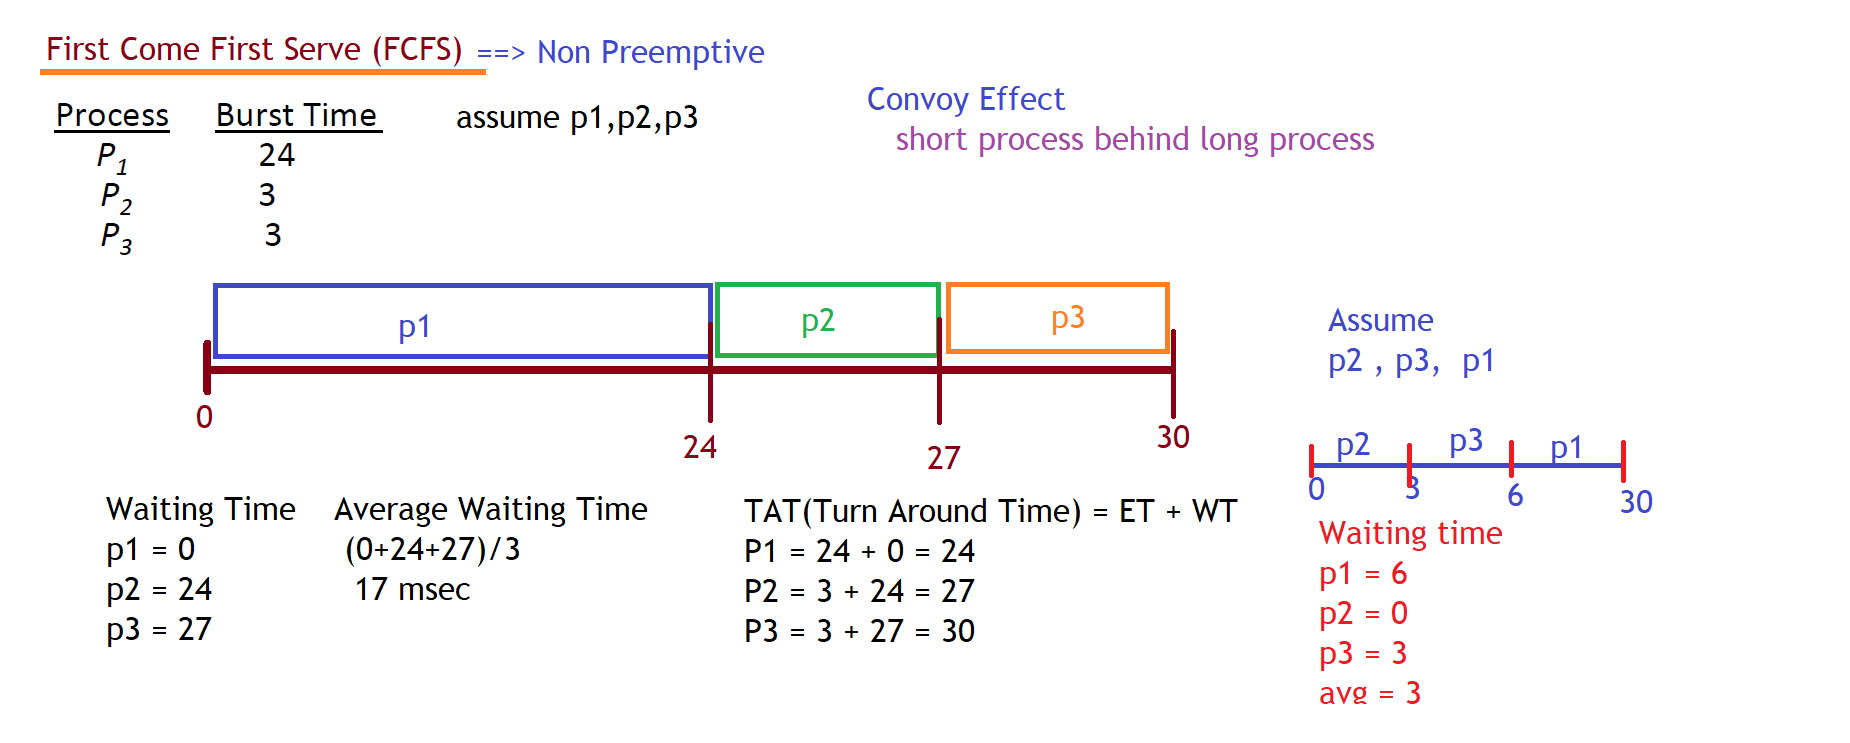 First Come First Serve (FCFS) ==> Non Preemptive
Process Burst Time
P1 24
P2 3
P3 3
assume p1,p2,p3
Convoy Effect
short process behind long process
p1 p2 p3
0 24 27 30
Waiting Time
p1 = 0
p2 = 24
p3 = 27
Average Waiting Time
(0+24+27)/3
17 msec
TAT(Turn Around Time) = ET + WT
P1 = 24 + 0 = 24
P2 = 3 + 24 = 27
P3 = 3 + 27 = 30
Assume
p2 , p3, p1
p2 p3 p1
0 3 6 30
Waiting time
p1 = 6
p2 = 0
p3 = 3
avg = 3